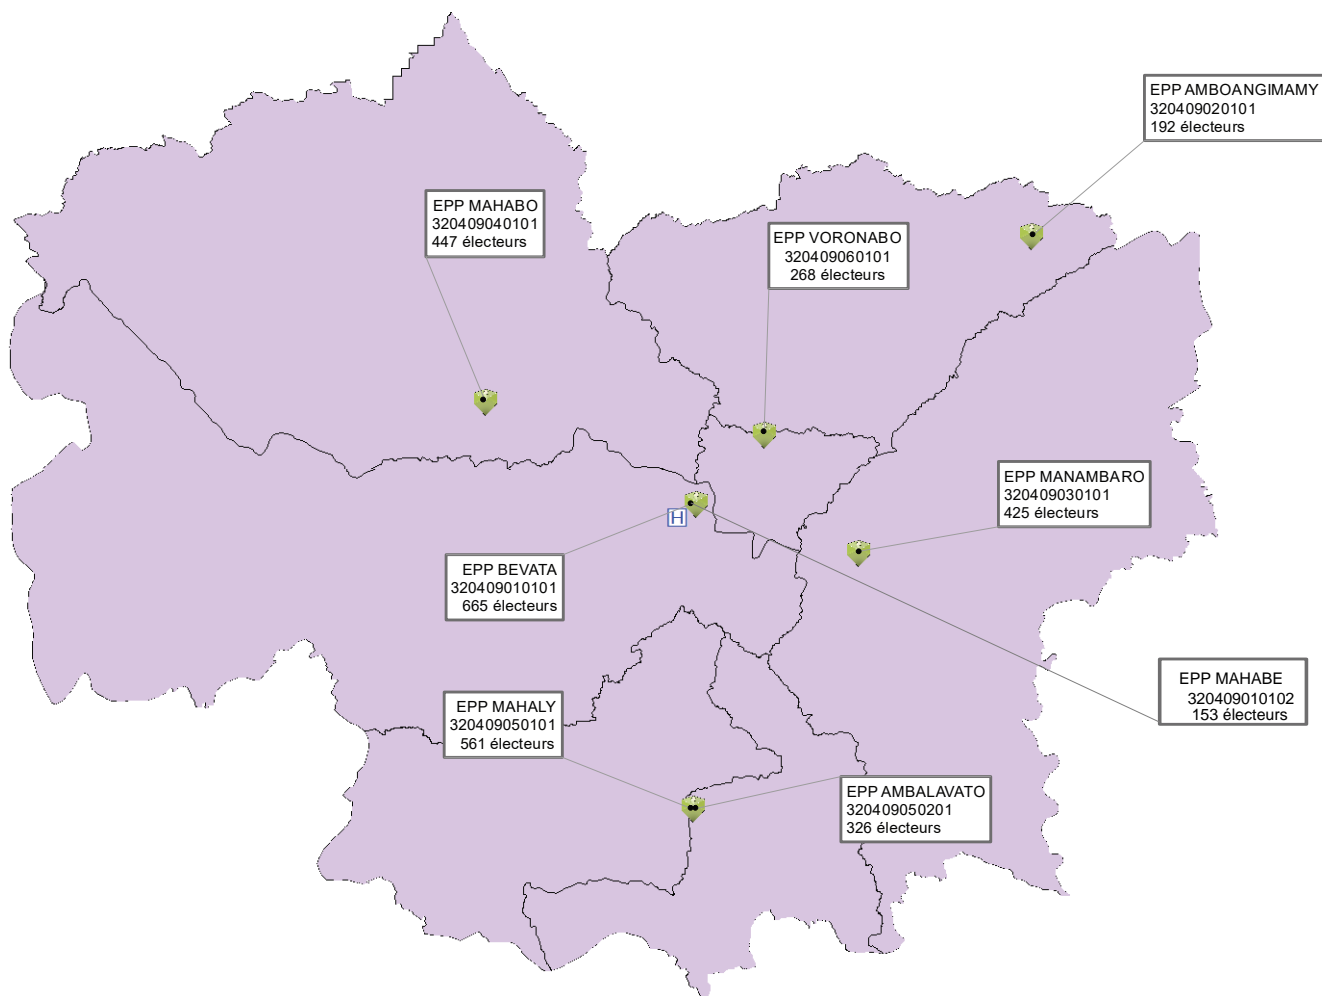 EPP AMBOANGIMAMY
320409020101
192 électeurs
EPP MAHABO
320409040101
447 électeurs
EPP VORONABO
320409060101
268 électeurs
EPP MANAMBARO
320409030101
425 électeurs
H
EPP BEVATA
320409010101
665 électeurs
EPP MAHABE
320409010102
153 électeurs
EPP MAHALY
320409050101
561 électeurs
EPP AMBALAVATO
320409050201
326 électeurs